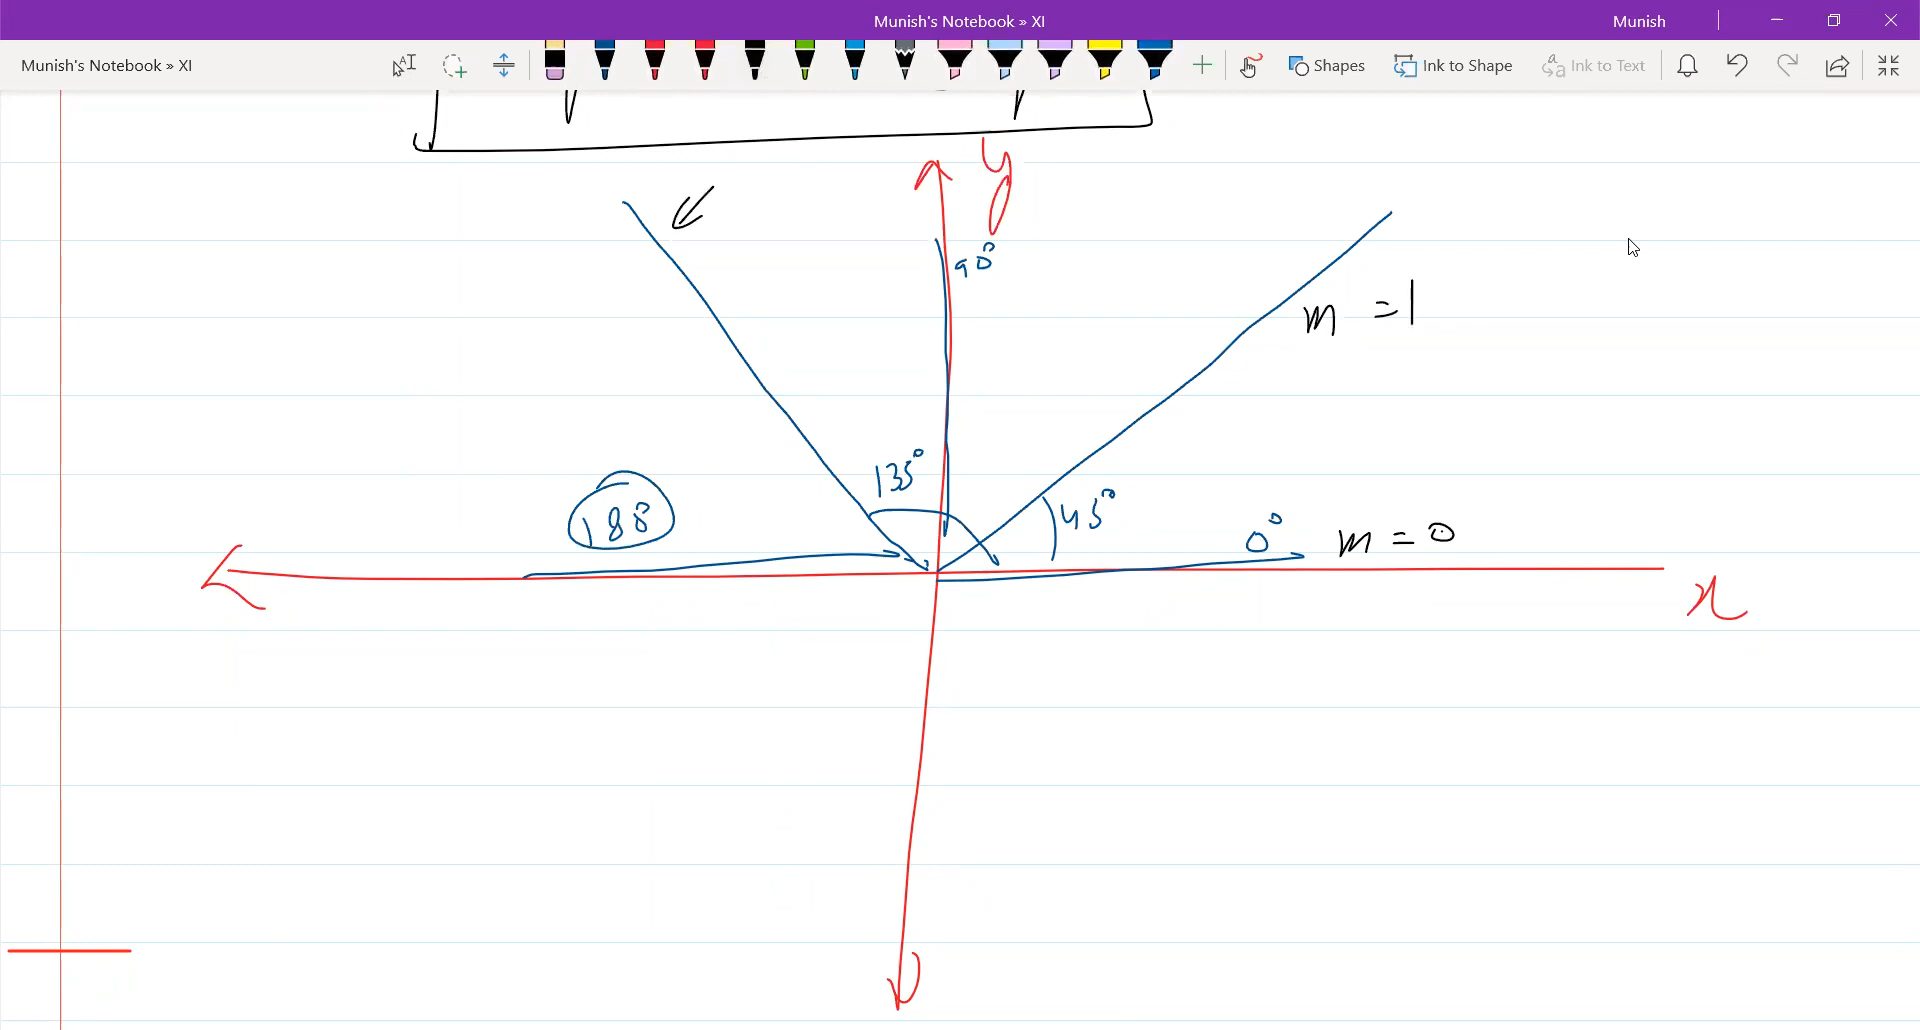 Munish's Notebook » XI
Munish
Munish's Notebook » XI
Shapes
Ink to Shape
Ink to Text
y
90°
m = 1
135°
188
45°
0°
m = 0
x